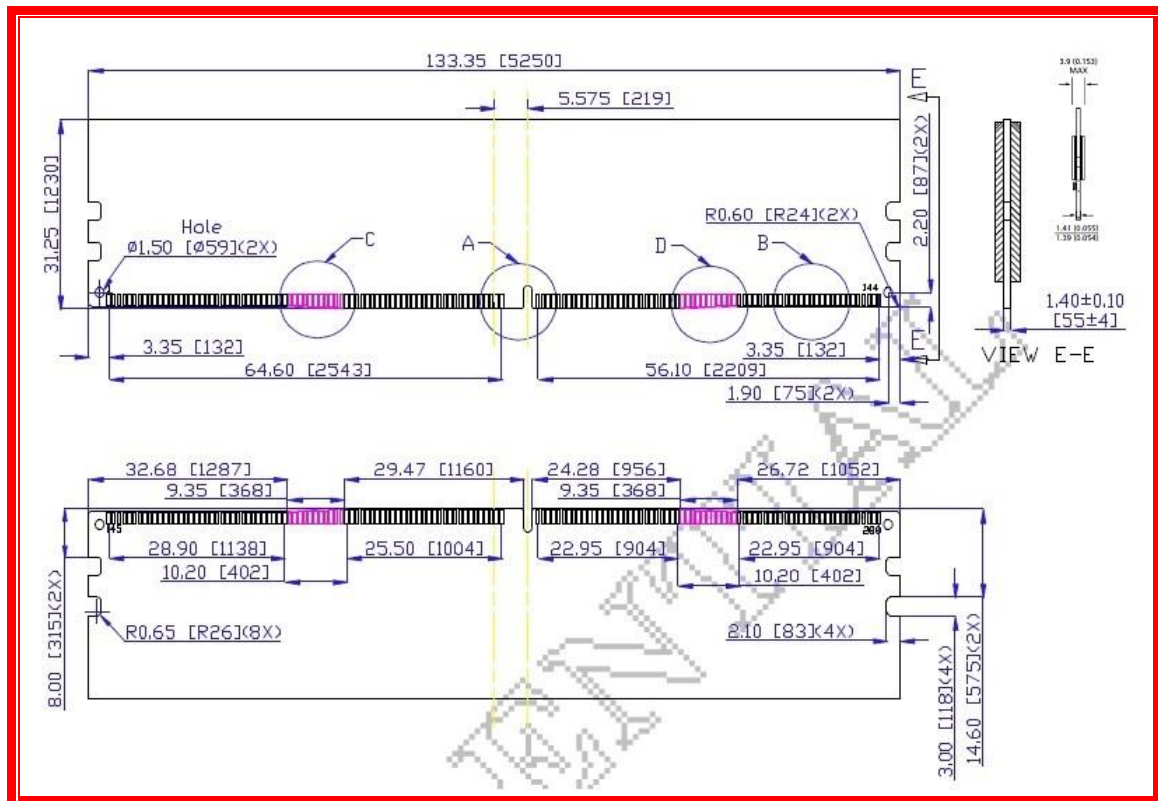 133.35 [5250]
5.575 [219]
E
3.9 (0.153)
MAX
31.25 [1230]
2.20 [87](2X)
Hole
Ø1.50 [Ø59](2X)
C
A
D
B
R0.60 [R24](2X)
144
1.41 (0.055)
1.39 (0.054)
1.40±0.10
[55±4]
E
VIEW E-E
3.35 [132]
3.35 [132]
64.60 [2543]
56.10 [2209]
1.90 [75](2X)
32.68 [1287]
29.47 [1160]
24.28 [956]
26.72 [1052]
9.35 [368]
9.35 [368]
145
28.90 [1138]
25.50 [1004]
22.95 [904]
22.95 [904]
10.20 [402]
10.20 [402]
8.00 [315](2X)
R0.65 [R26](8X)
2.10 [83](4X)
3.00 [118](4X)
14.60 [575](2X)